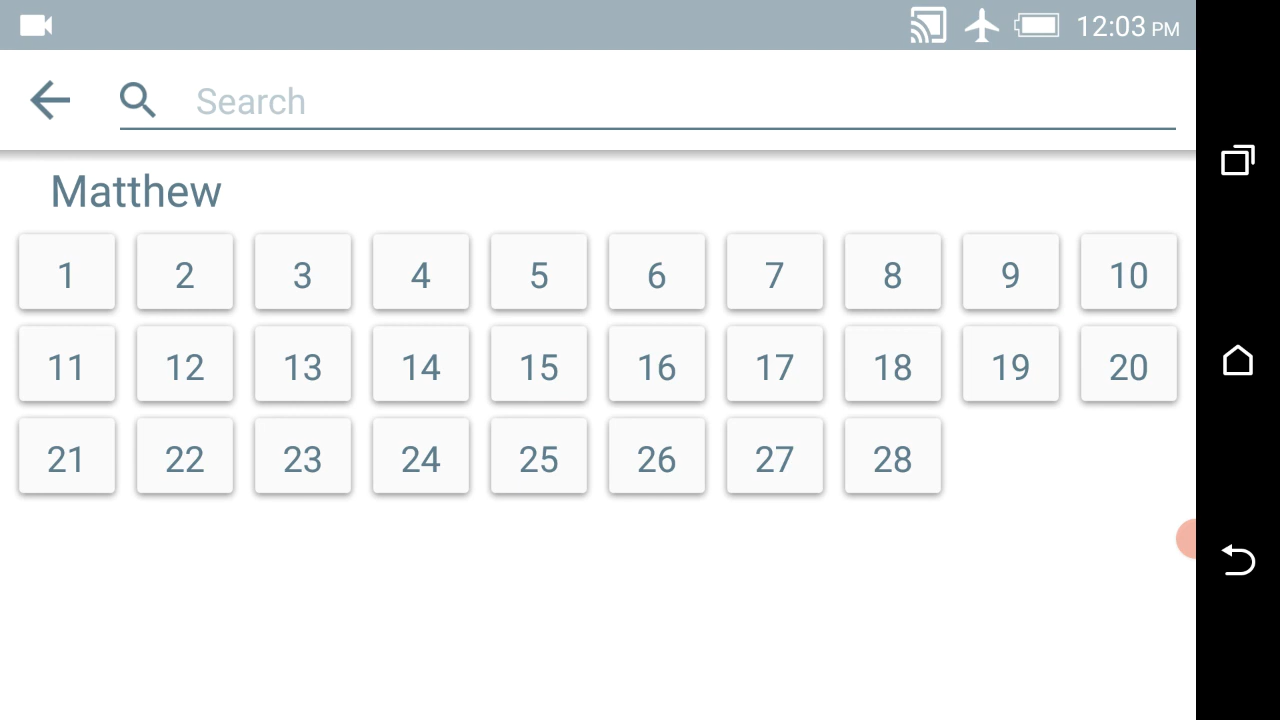 12:03 PM
Search
Matthew
1 2 3 4 5 6 7 8 9 10
11 12 13 14 15 16 17 18 19 20
21 22 23 24 25 26 27 28